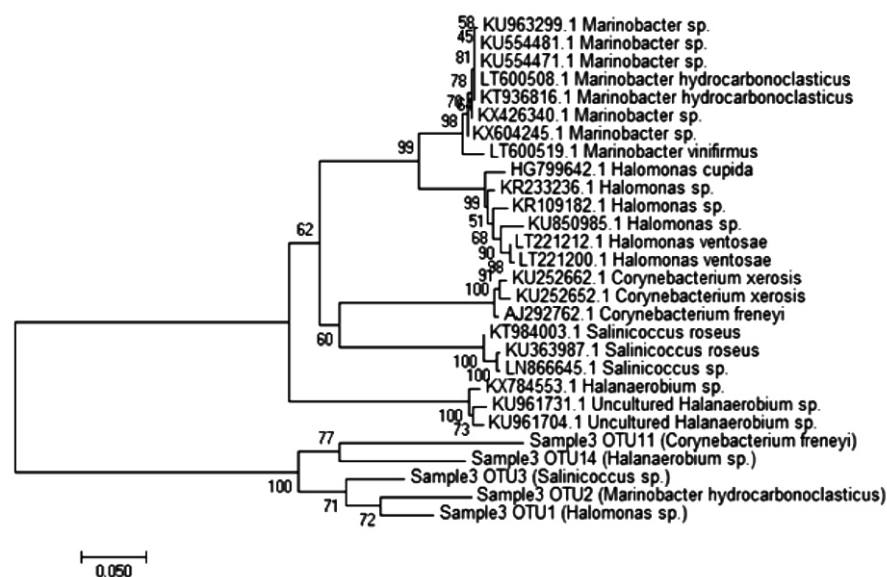 58
KU963299.1 Marinobacter sp.
45
KU554481.1 Marinobacter sp.
81
KU554471.1 Marinobacter sp.
78
LT600508.1 Marinobacter hydrocarbonoclasticus
KT936816.1 Marinobacter hydrocarbonoclasticus
98
KX426340.1 Marinobacter sp.
KX604245.1 Marinobacter sp.
99
LT600519.1 Marinobacter vinifirmus
HG799642.1 Halomonas cupida
KR233236.1 Halomonas sp.
99
KR109182.1 Halomonas sp.
51
KU850985.1 Halomonas sp.
62
68
LT221212.1 Halomonas ventosae
90
LT221200.1 Halomonas ventosae
98
91
KU252662.1 Corynebacterium xerosis
100
KU252652.1 Corynebacterium xerosis
AJ292762.1 Corynebacterium freneyi
60
KT984003.1 Salinicoccus roseus
KU363987.1 Salinicoccus roseus
100
LN866645.1 Salinicoccus sp.
100
KX784553.1 Halanaerobium sp.
KU961731.1 Uncultured Halanaerobium sp.
100
KU961704.1 Uncultured Halanaerobium sp.
73
77
Sample3 OTU11 (Corynebacterium freneyi)
Sample3 OTU14 (Halanaerobium sp.)
100
Sample3 OTU3 (Salinicoccus sp.)
71
Sample3 OTU2 (Marinobacter hydrocarbonoclasticus)
72
Sample3 OTU1 (Halomonas sp.)
0.050